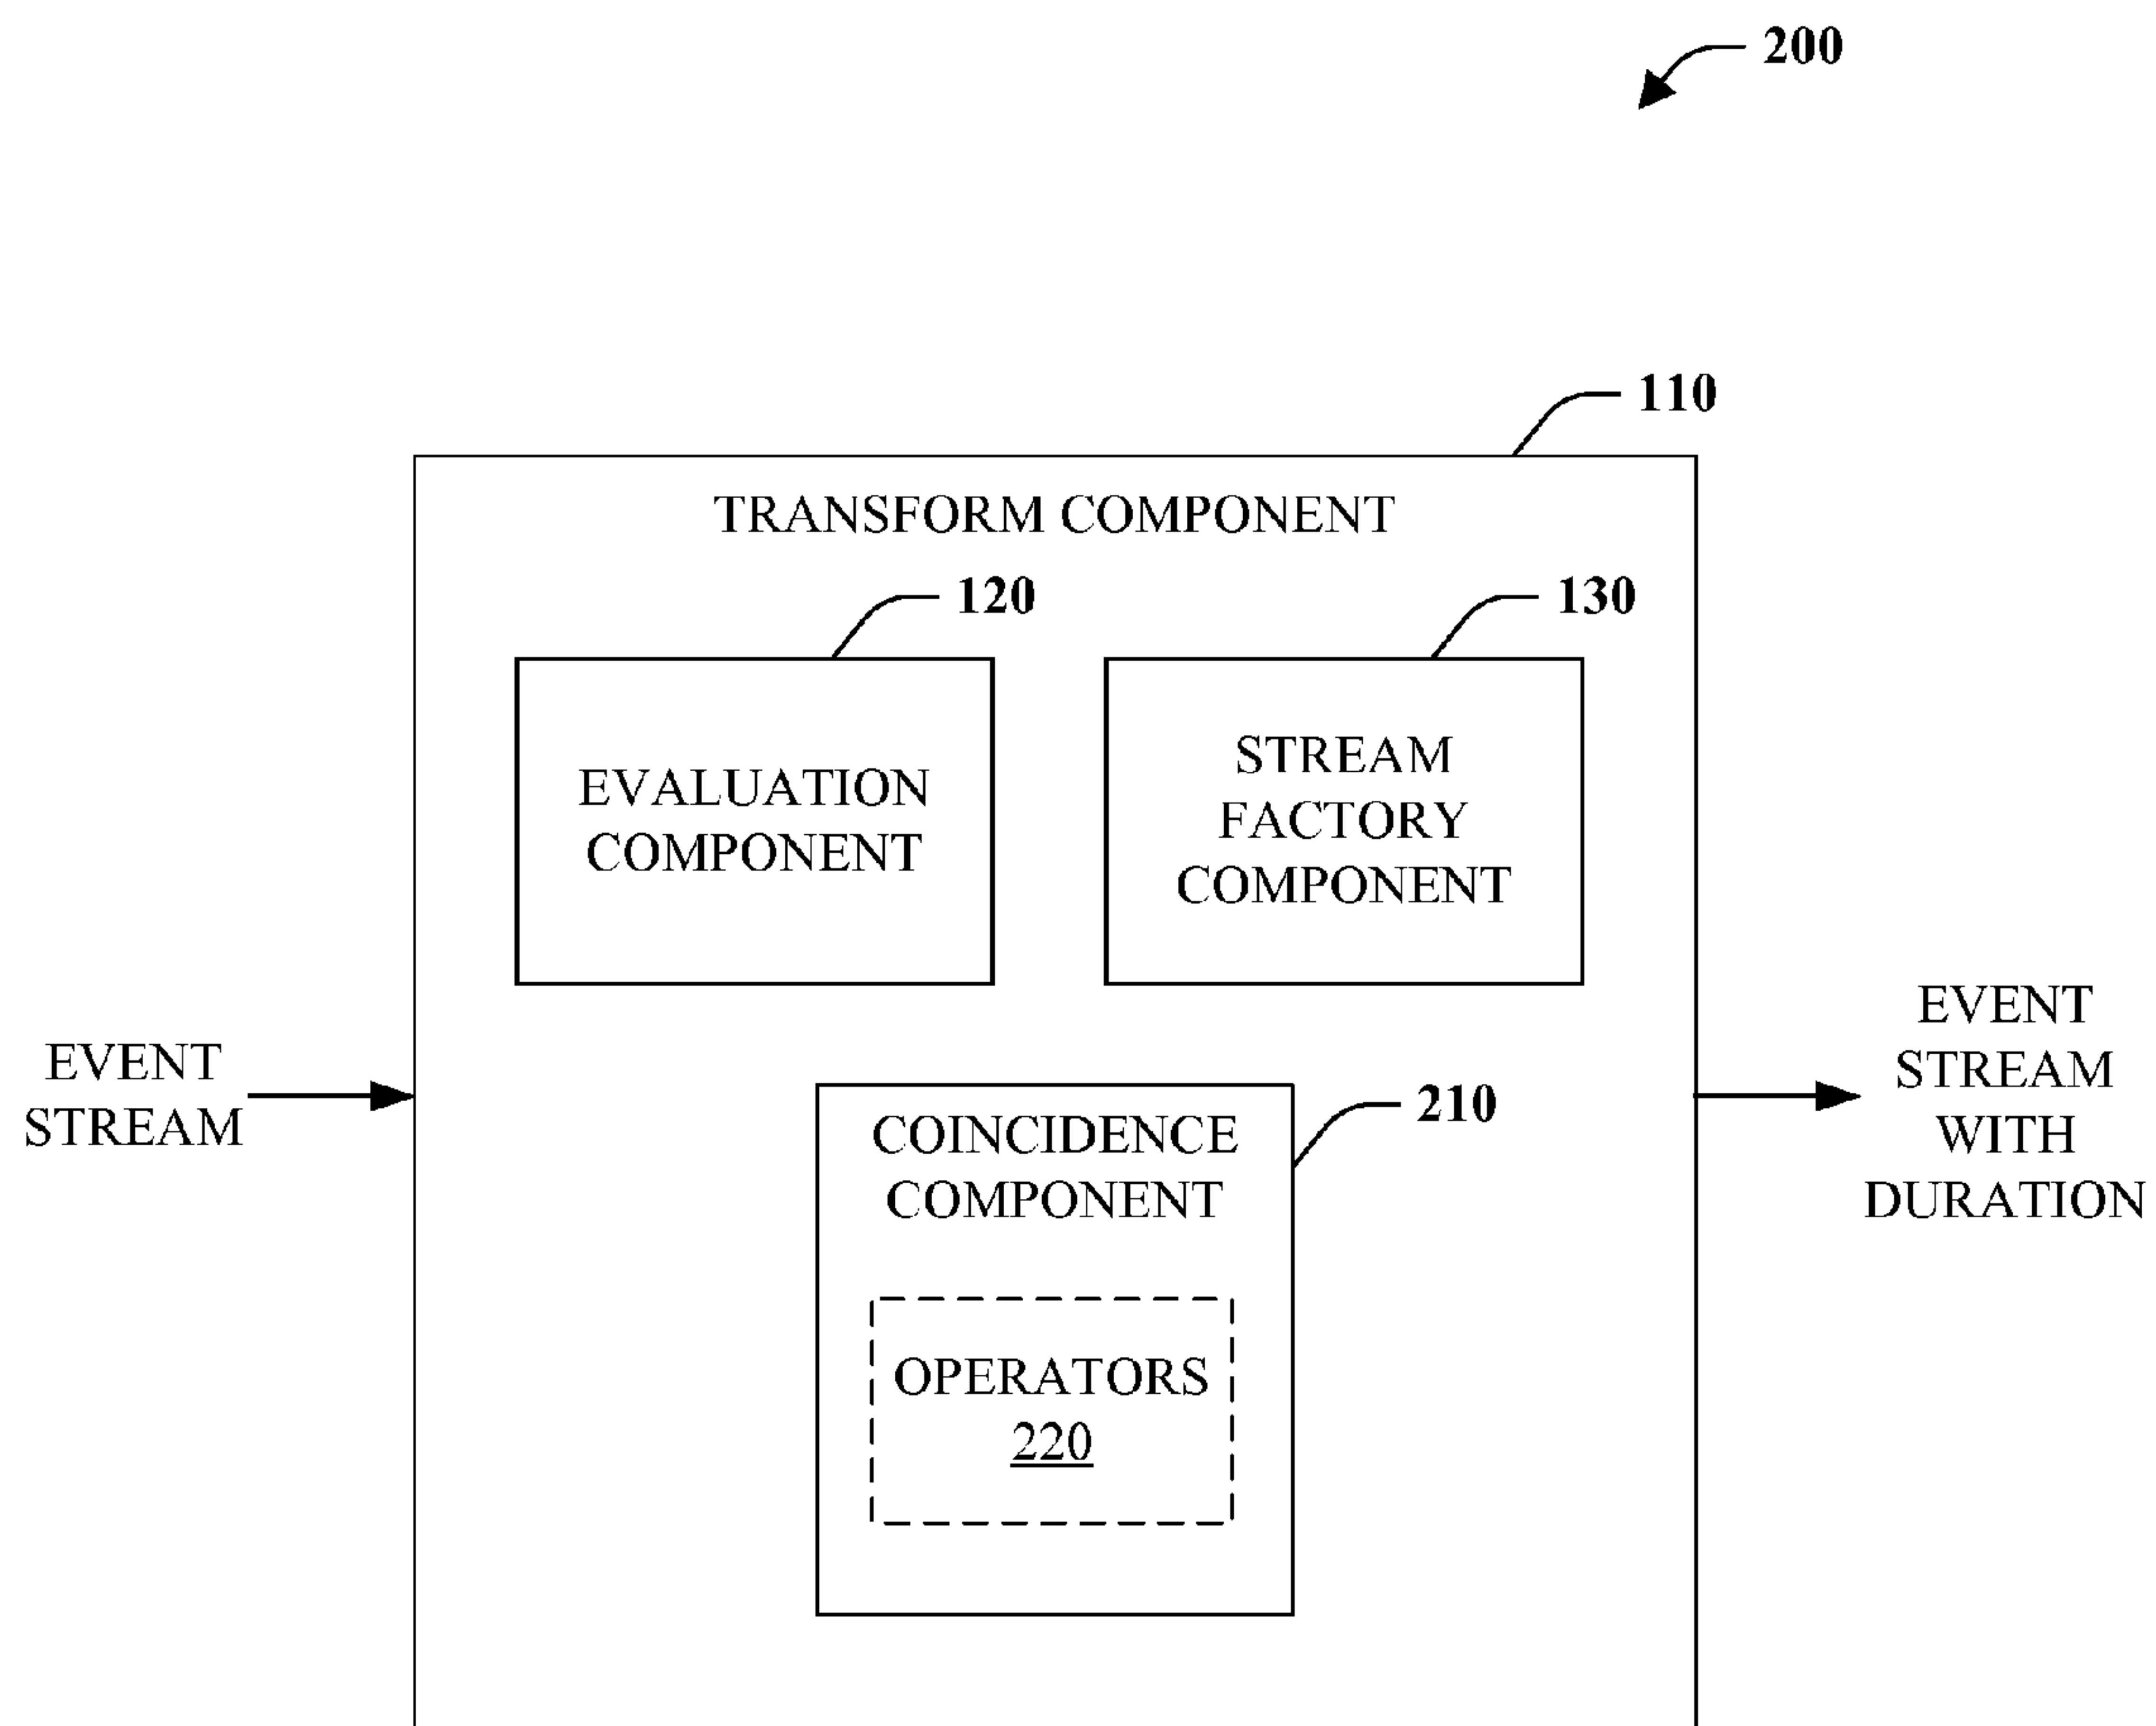 200
110
TRANSFORM COMPONENT
120
130
EVALUATION
COMPONENT
STREAM
FACTORY
COMPONENT
EVENT
STREAM
COINCIDENCE
COMPONENT
210
OPERATORS
220
EVENT
STREAM
WITH
DURATION